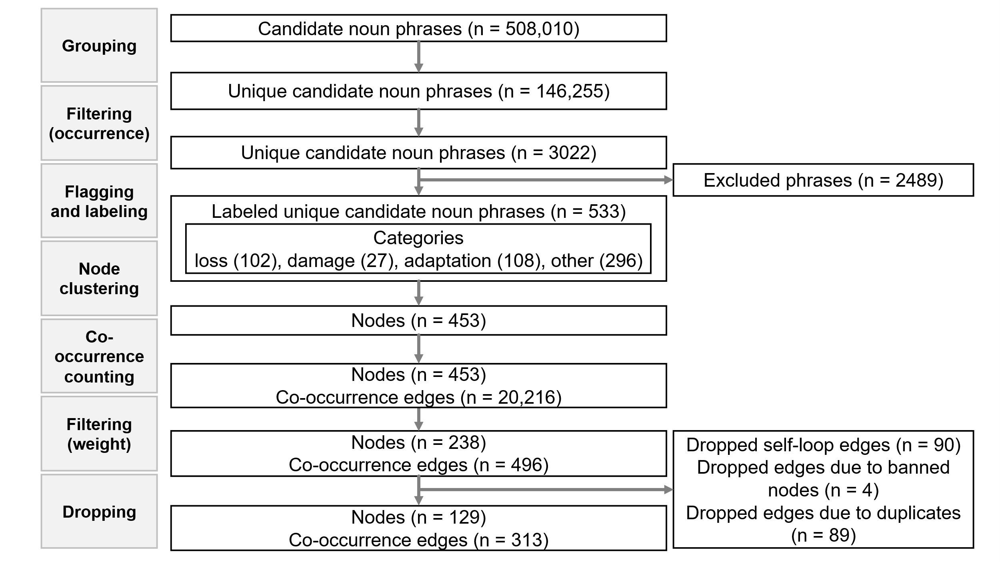 Grouping
Candidate noun phrases (n = 508,010)
Unique candidate noun phrases (n = 146,255)
Filtering
(occurrence)
Unique candidate noun phrases (n = 3022)
Flagging
and labeling
Excluded phrases (n = 2489)
Labeled unique candidate noun phrases (n = 533)
Categories
loss (102), damage (27), adaptation (108), other (296)
Node
clustering
Nodes (n = 453)
Co-
occurrence
counting
Nodes (n = 453)
Co-occurrence edges (n = 20,216)
Filtering
(weight)
Nodes (n = 238)
Co-occurrence edges (n = 496)
Dropped self-loop edges (n = 90)
Dropped edges due to banned
nodes (n = 4)
Dropped edges due to duplicates
(n = 89)
Dropping
Nodes (n = 129)
Co-occurrence edges (n = 313)